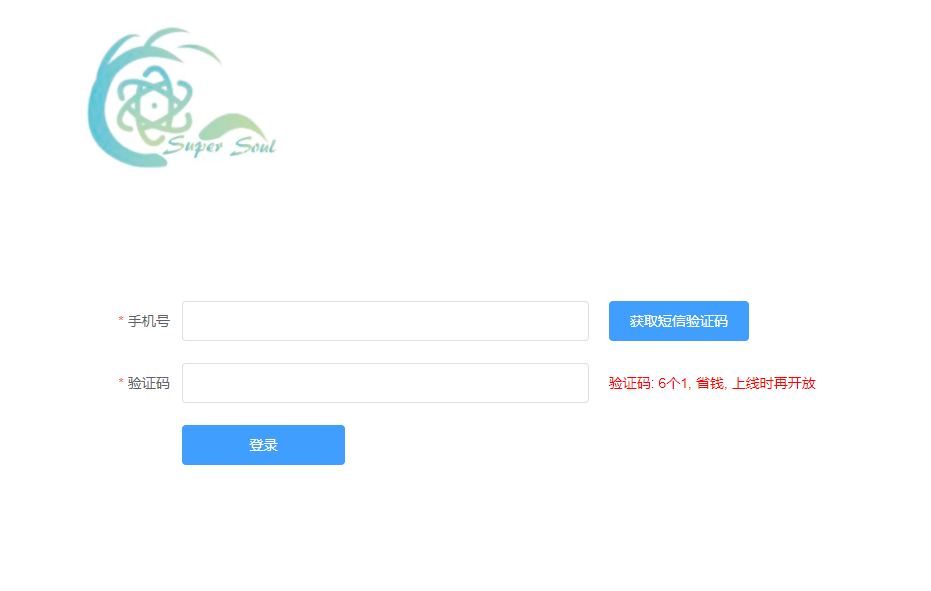 Super Soul
* 手机号
获取短信验证码
* 验证码
验证码: 6个1, 省钱, 上线时再开放
登录